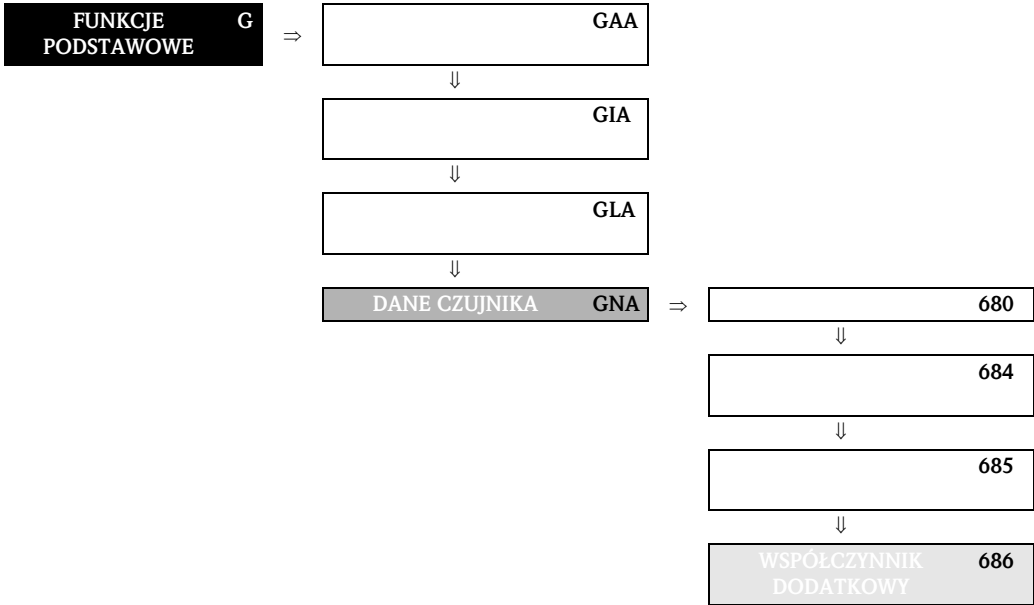 FUNKCJE G
PODSTAWOWE
⇒
GAA
⇓
GIA
⇓
GLA
⇓
DANE CZUJNIKA GNA
⇒
680
⇓
684
⇓
685
⇓
WSPÓŁCZYNNIK 686
DODATKOWY